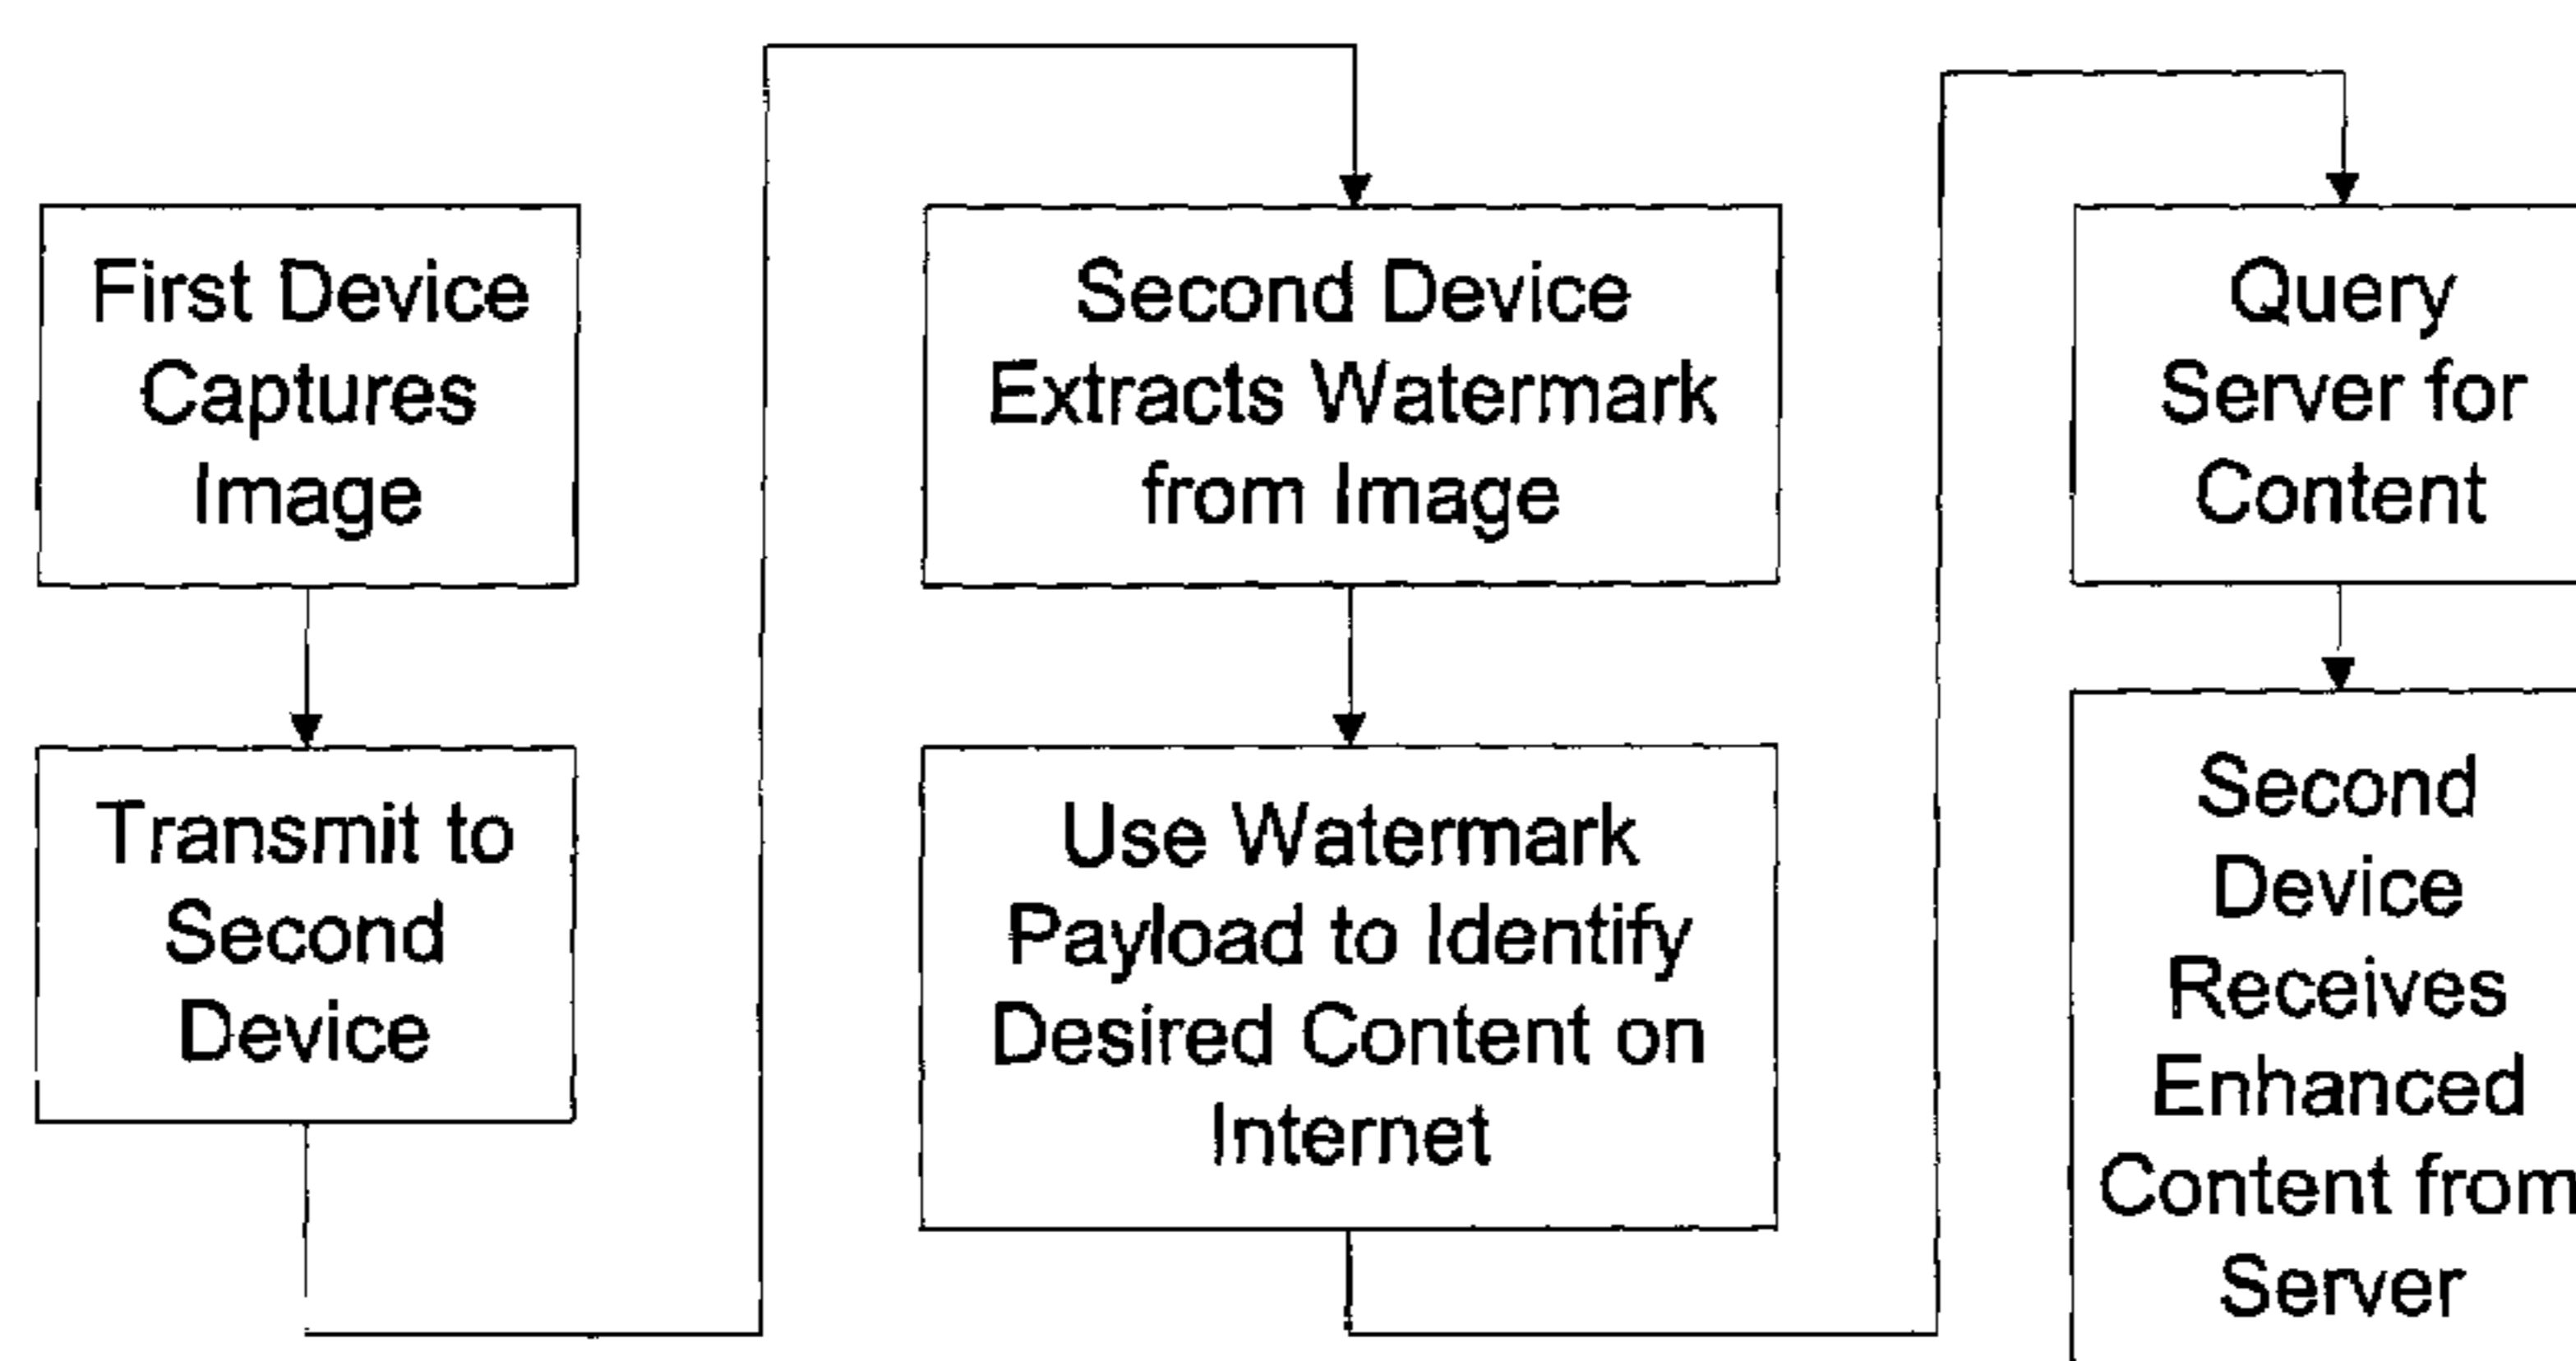 First Device
Captures
Image
Transmit to
Second
Device
Second Device
Extracts Watermark
from Image
Use Watermark
Payload to Identify
Desired Content on
Internet
Query
Server for
Content
Second
Device
Receives
Enhanced
Content from
Server